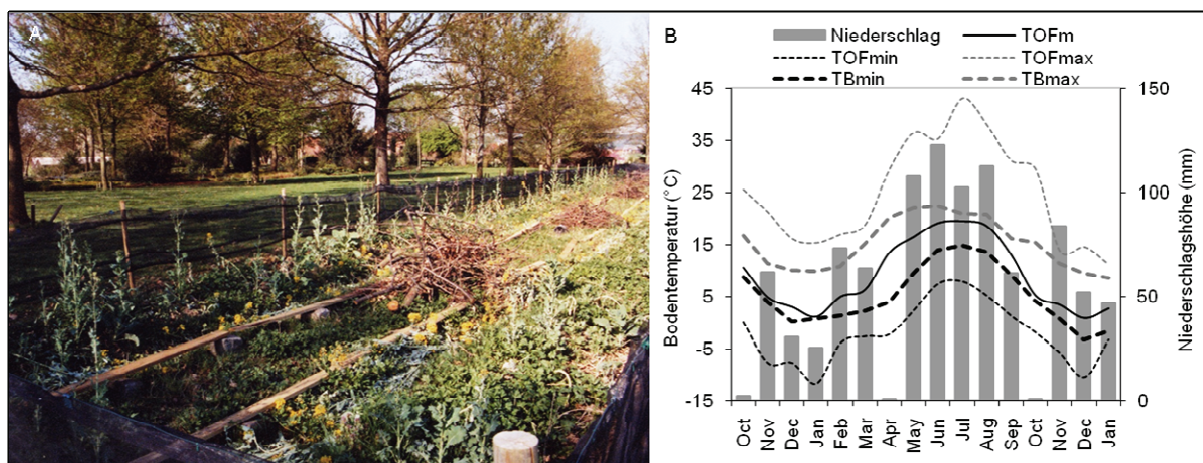 A
B
Niederschlag
TOFm
TOFmin
TOFmax
TBmin
TBmax
Bodentemperatur (° C)
45
35
25
15
5
-5
-15
150
100
50
0
Niederschlagshöhe (mm)
Oct Nov Dec Jan Feb Mar Apr May Jun Jul Aug Sep Oct Nov Dec Jan